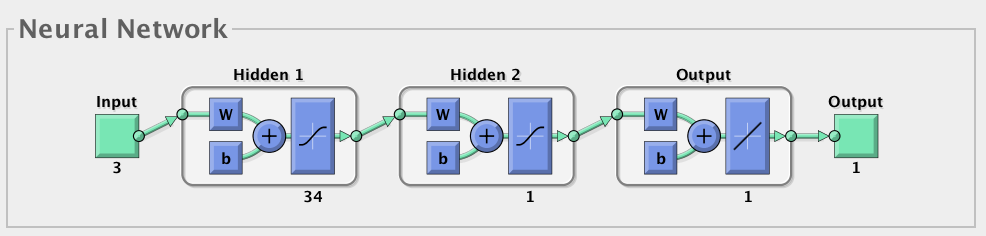 Neural Network
Hidden 1
Hidden 2
Output
Input
Output
W
b
+
W
b
+
W
b
+
3
34
1
1
1